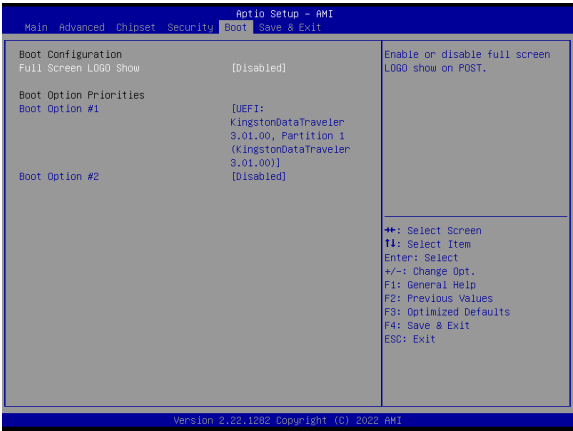 Aptio Setup – AMI
Main Advanced Chipset Security Boot Save & Exit
Boot Configuration
Full Screen LOGO Show [Disabled]
Boot Option Priorities
Boot Option #1 [UEFI:
KingstonDataTraveler
3.01.00, Partition 1
(KingstonDataTraveler
3.01.00)]
Boot Option #2 [Disabled]
Enable or disable full screen
LOGO show on POST.
→←: Select Screen
↑↓: Select Item
Enter: Select
+/-: Change Opt.
F1: General Help
F2: Previous Values
F3: Optimized Defaults
F4: Save & Exit
ESC: Exit
Version 2.22.1282 Copyright (C) 2022 AMI